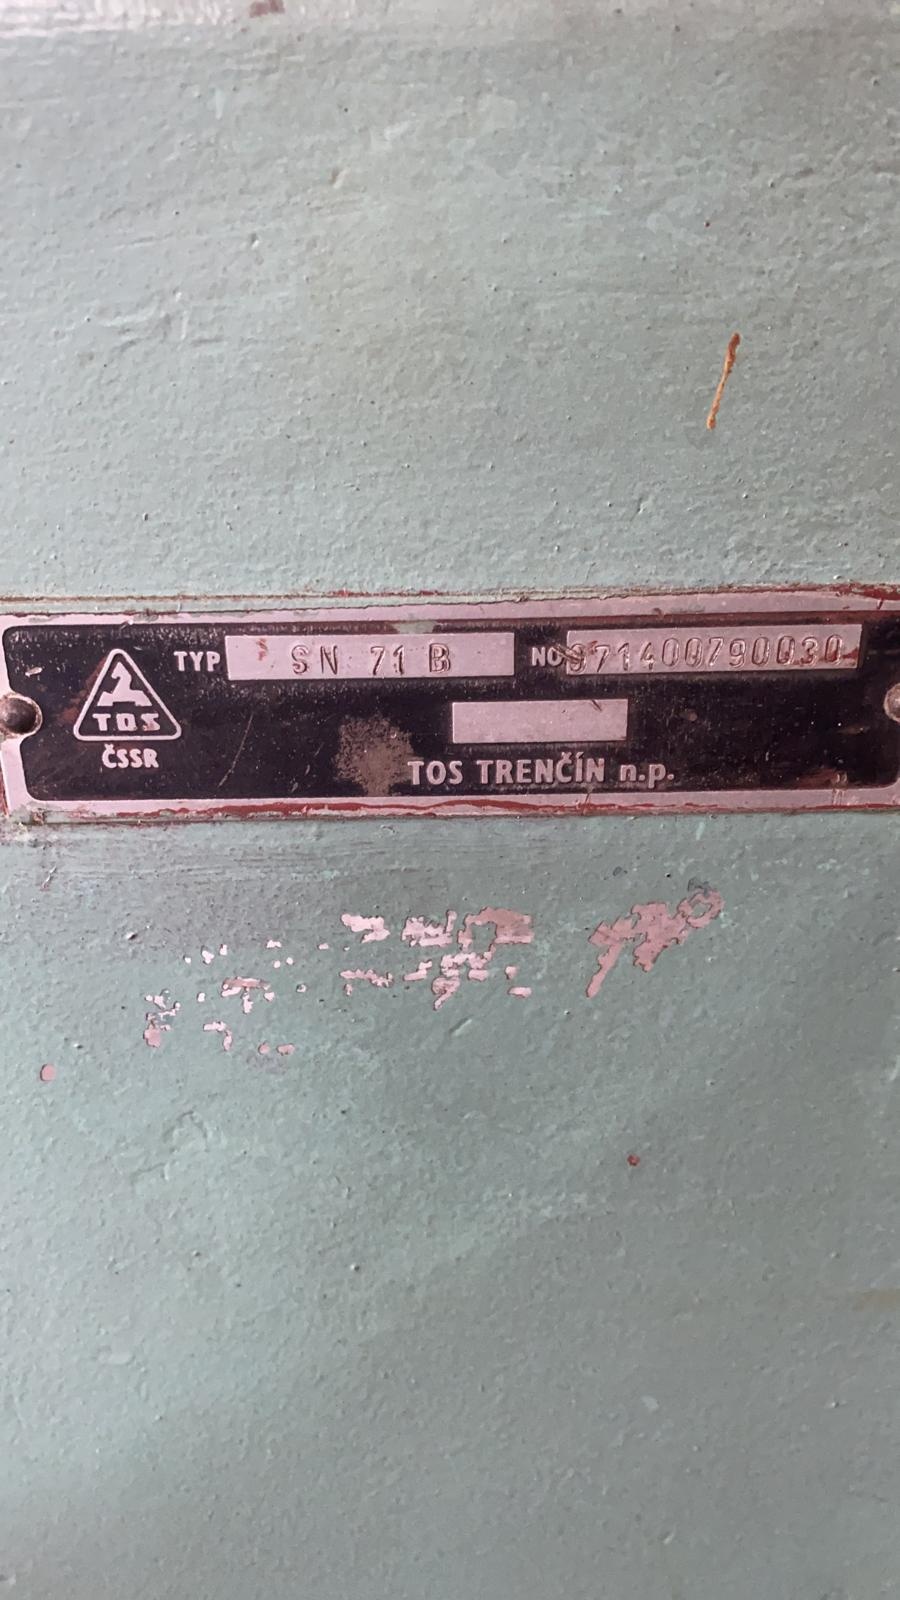 TYP SN 71 B NO 971400790030
TOS
ČSSR
TOS TRENČÍN n.p.